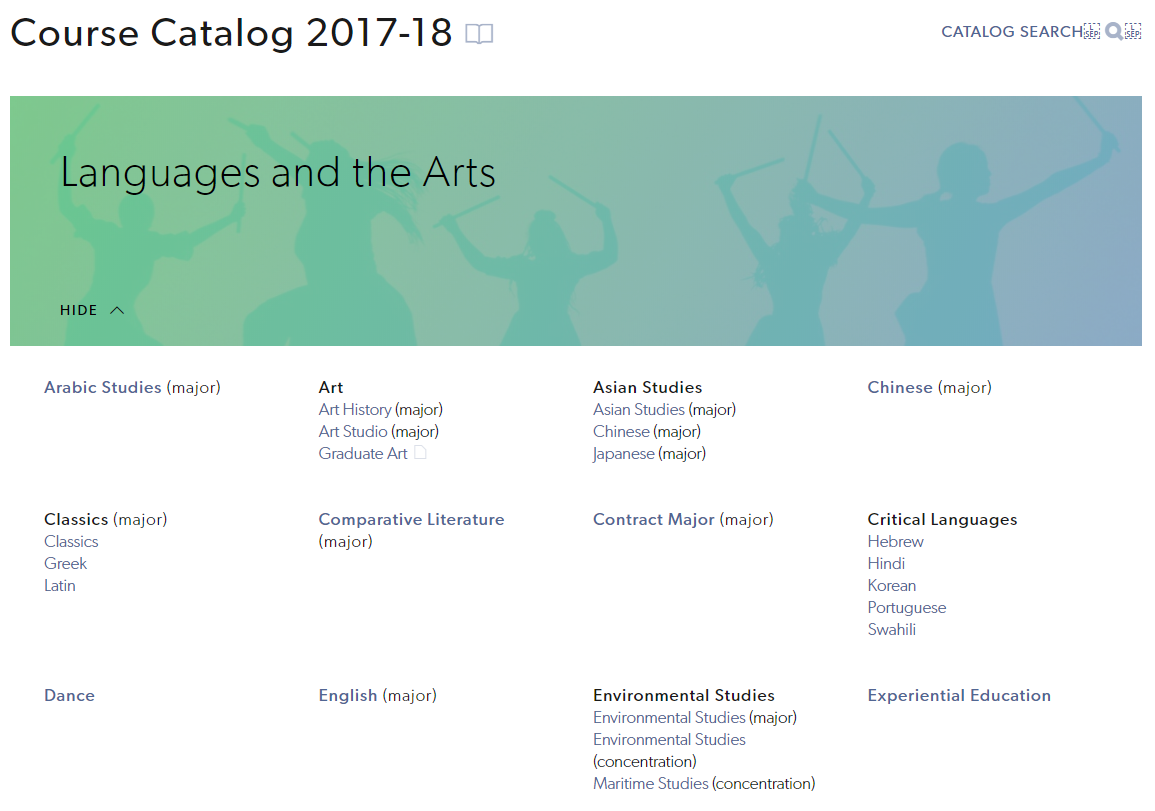 Course Catalog 2017-18
CATALOG SEARCH
Languages and the Arts
HIDE
Arabic Studies (major)
Art
Art History (major)
Art Studio (major)
Graduate Art
Asian Studies
Asian Studies (major)
Chinese (major)
Japanese (major)
Chinese (major)
Classics (major)
Classics
Greek
Latin
Comparative Literature
(major)
Contract Major (major)
Critical Languages
Hebrew
Hindi
Korean
Portuguese
Swahili
Dance
English (major)
Environmental Studies
Environmental Studies (major)
Environmental Studies
(concentration)
Maritime Studies (concentration)
Experiential Education